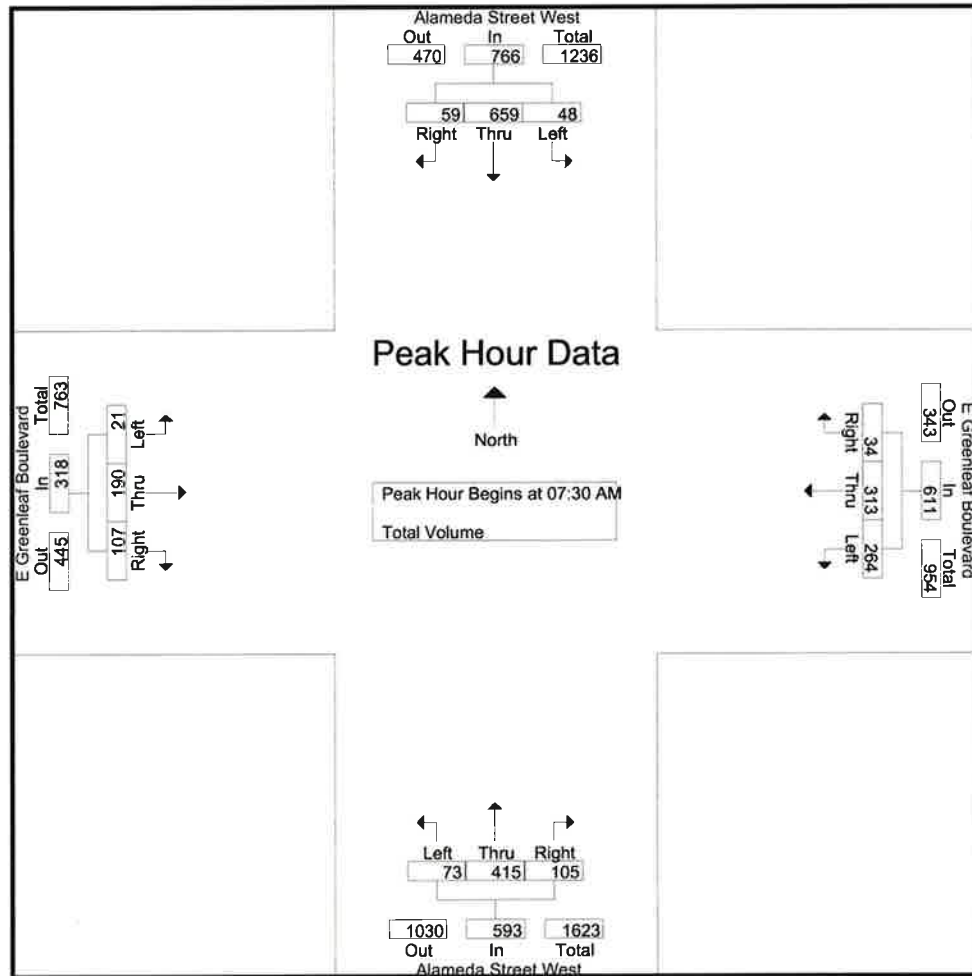 Alameda Street West
Out In Total
470 766 1236
59 659 48
Right Thru Left
Peak Hour Data
North
Peak Hour Begins at 07:30 AM
Total Volume
E Greenleaf Boulevard
Out In Total
445 318 763
Left Thru Right
21 190 107
E Greenleaf Boulevard
Out In Total
343 611 954
34 313 264
Right Thru Left
Left Thru Right
73 415 105
1030 593 1623
Out In Total
Alameda Street West